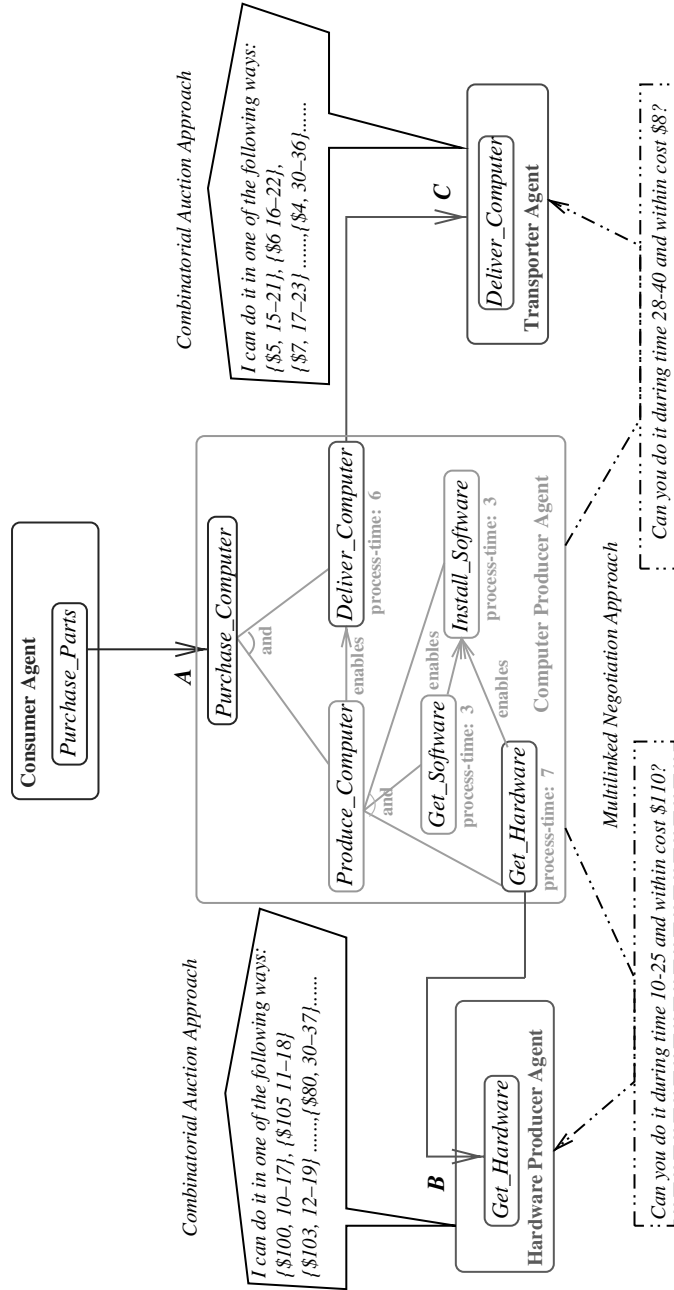 Consumer Agent
Purchase_Parts
Combinatorial Auction Approach
I can do it in one of the following ways:
{$100, 10–17}, {$105 11–18}
{$103, 12–19} ......,{$80, 30–37}......
A
Purchase_Computer
and
Combinatorial Auction Approach
I can do it in one of the following ways:
{$5, 15–21}, {$6 16–22},
{$7, 17–23} ......,{$4, 30–36}......
Produce_Computer
enables
Deliver_Computer
process-time: 6
and
Get_Software
process-time: 3
enables
Install_Software
process-time: 3
enables
Get_Hardware
process-time: 7
Computer Producer Agent
B
Get_Hardware
Hardware Producer Agent
C
Deliver_Computer
Transporter Agent
Multilinked Negotiation Approach
Can you do it during time 10-25 and within cost $110?
Can you do it during time 28-40 and within cost $8?